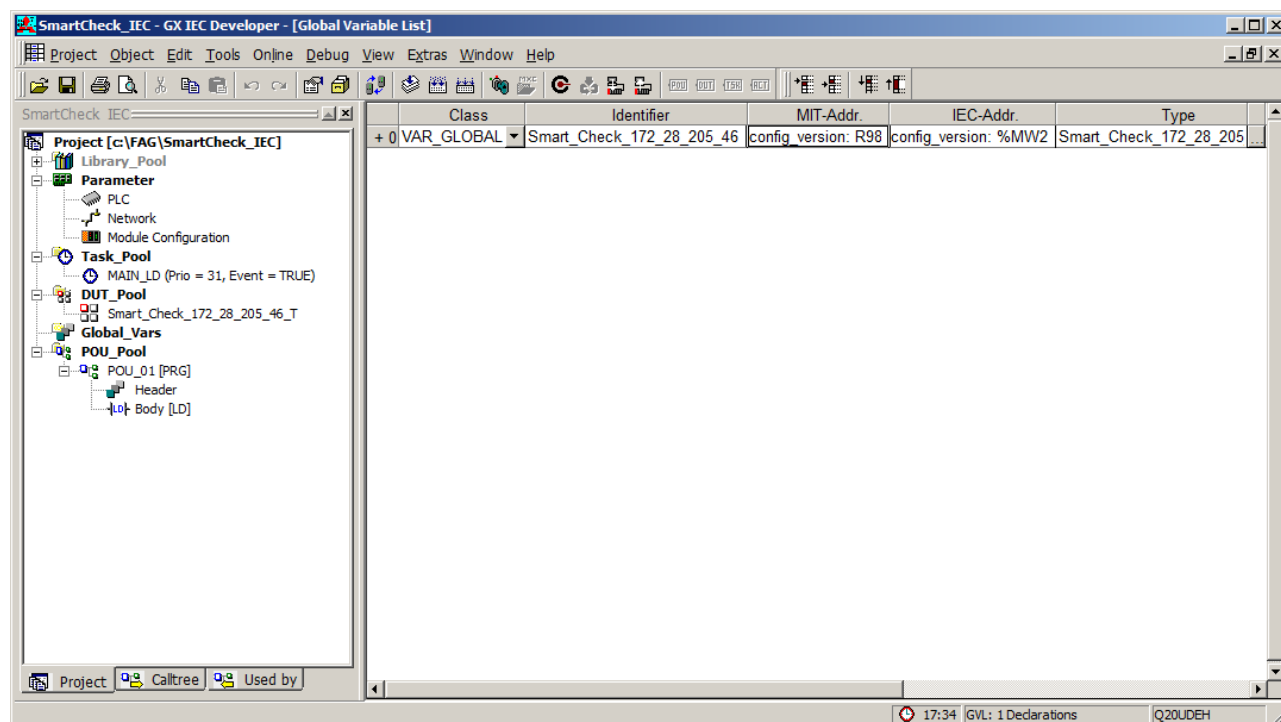 SmartCheck_IEC - GX IEC Developer - [Global Variable List]
Project Object Edit Tools Online Debug View Extras Window Help
SmartCheck IEC
Project [c:\FAG\SmartCheck_IEC]
Library_Pool
Parameter
PLC
Network
Module Configuration
Task_Pool
MAIN_LD (Prio = 31, Event = TRUE)
DUT_Pool
Smart_Check_172_28_205_46_T
Global_Vars
POU_Pool
POU_01 [PRG]
Header
LD Body [LD]
Project Calltree Used by
Class Identifier MIT-Addr. IEC-Addr. Type
+ 0 VAR_GLOBAL Smart_Check_172_28_205_46 config_version: R98 config_version: %MW2 Smart_Check_172_28_205 ...
17:34 GVL: 1 Declarations Q20UDEH